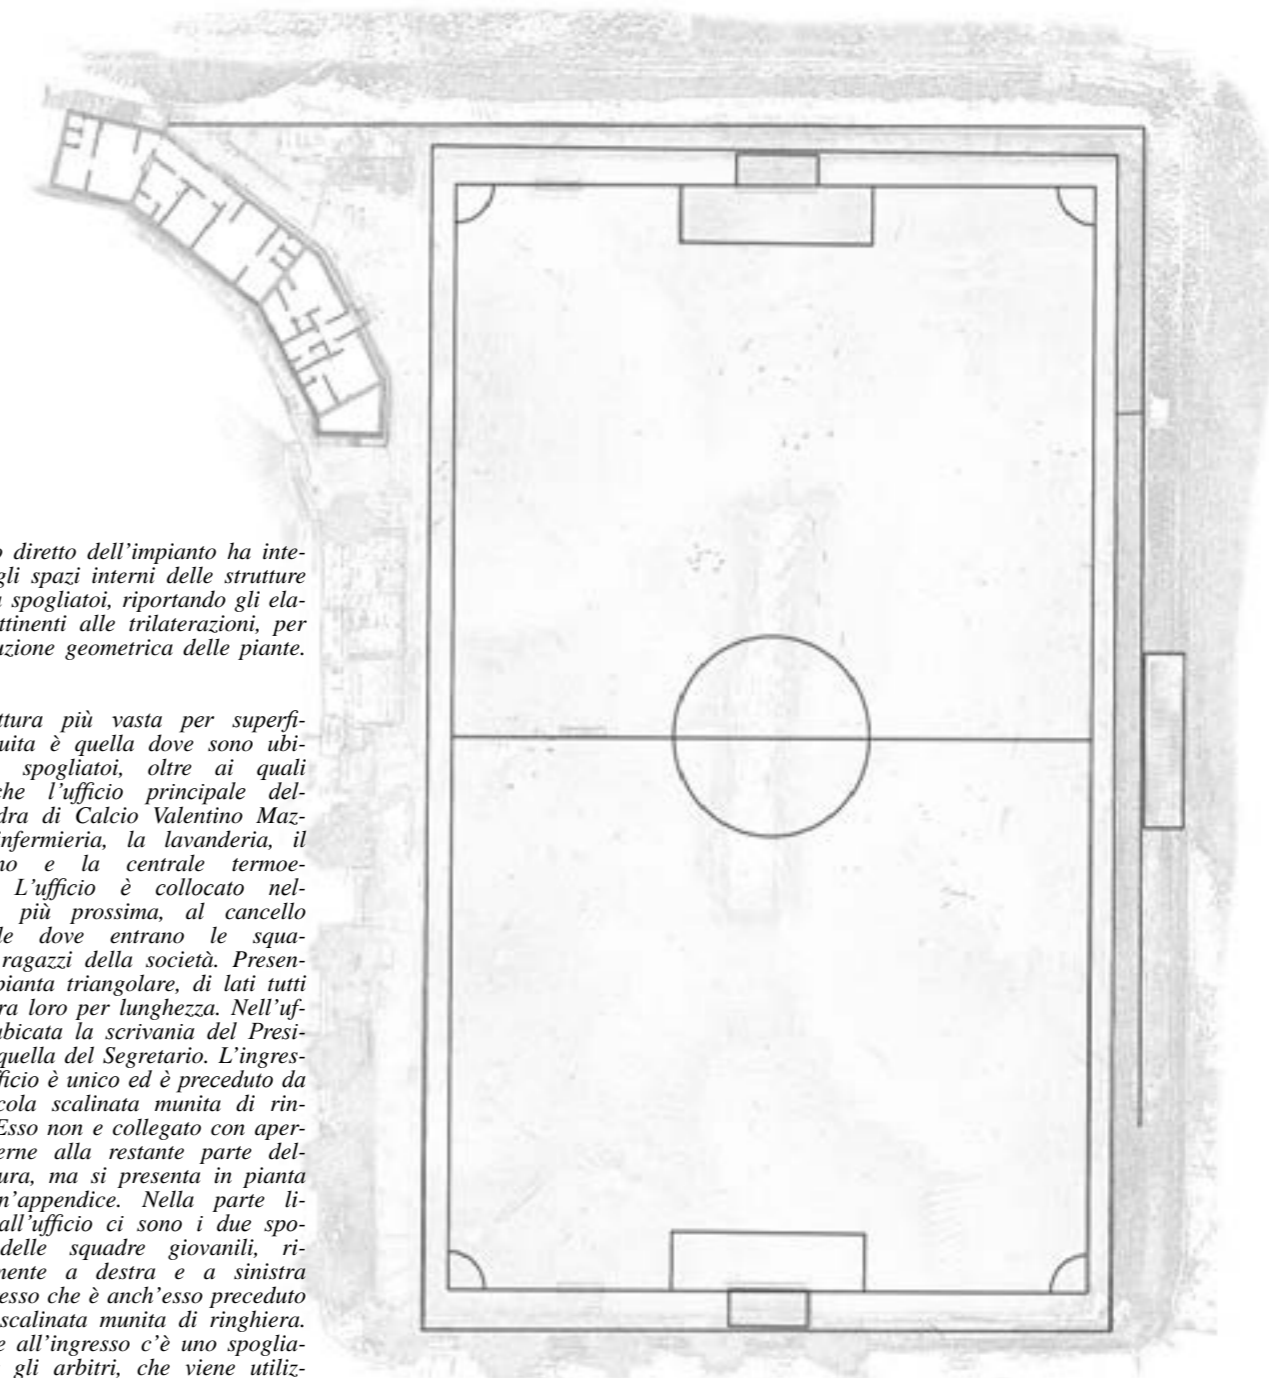 o diretto dell'impianto ha inte-
gli spazi interni delle strutture
a spogliatoi, riportando gli ela-
ttinenti alle trilaterazioni, per
uzione geometrica delle piante.
ttura più vasta per superfi-
uita è quella dove sono ubi-
spogliatoi, oltre ai quali
che l'ufficio principale del-
dra di Calcio Valentino Maz-
nfermieria, la lavanderia, il
no e la centrale termoe-
L'ufficio è collocato nel-
più prossima, al cancello
le dove entrano le squa-
ragazzi della società. Presen-
pianta triangolare, di lati tutti
ra loro per lunghezza. Nell'uf-
ubicata la scrivania del Presi-
quella del Segretario. L'ingres-
fficio è unico ed è preceduto da
cola scalinata munita di rin-
Esso non e collegato con aper-
erne alla restante parte del-
ura, ma si presenta in pianta
n'appendice. Nella parte li-
all'ufficio ci sono i due spo-
delle squadre giovanili, ri-
mente a destra e a sinistra
esso che è anch'esso preceduto
scalinata munita di ringhiera.
e all'ingresso c'è uno spoglia-
gli arbitri, che viene utiliz-